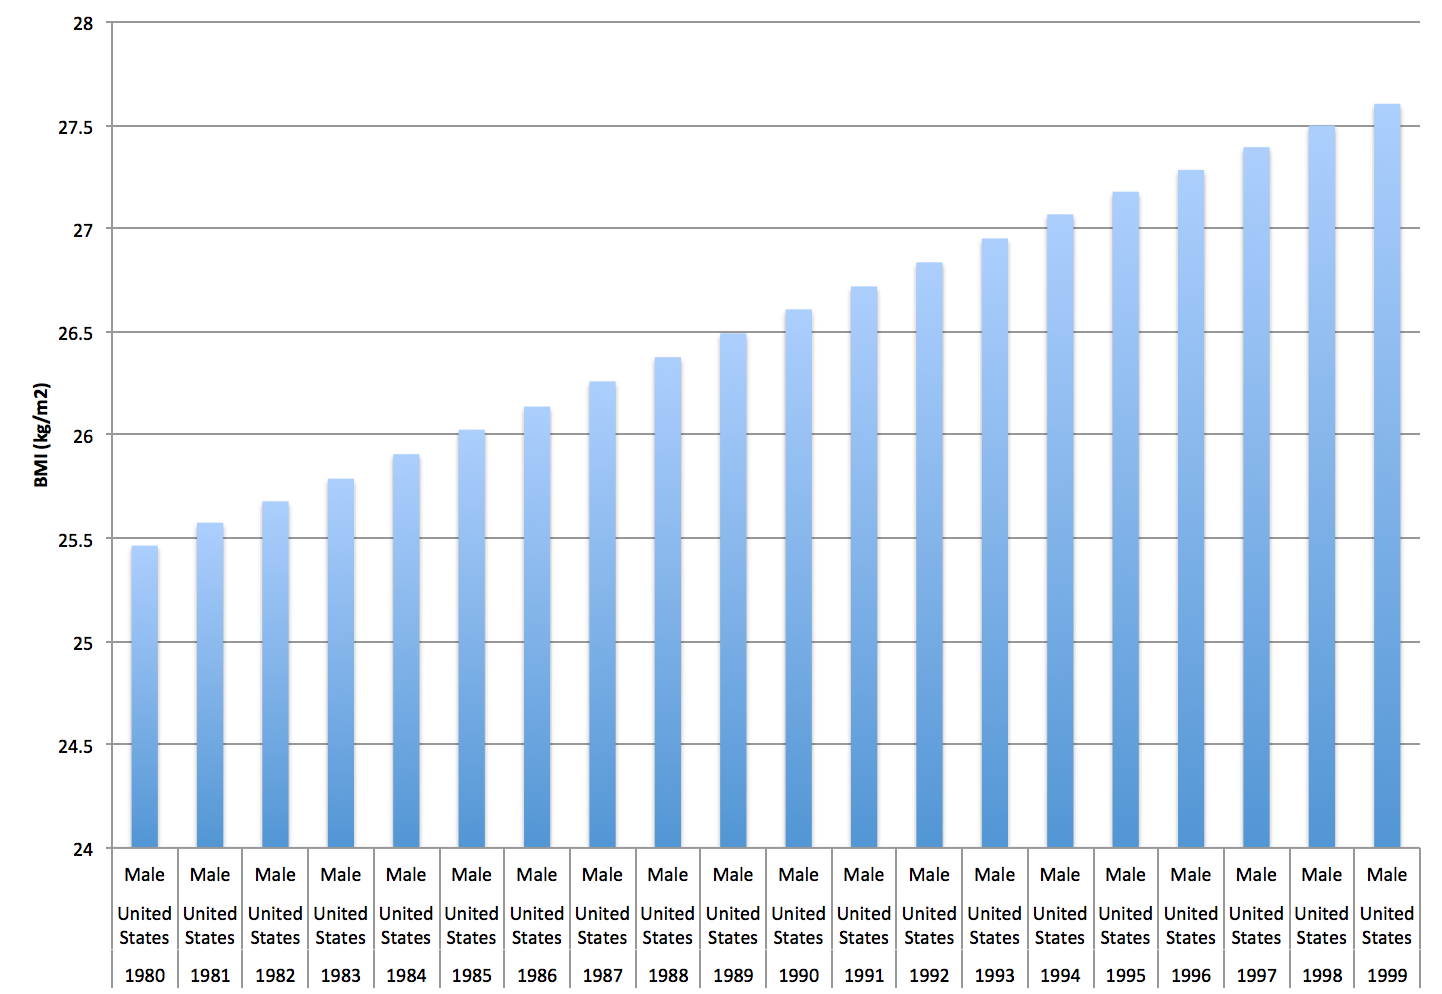 28
27.5
27
26.5
26
25.5
25
24.5
24
BMI (kg/m2)
Male Male Male Male Male Male Male Male Male Male Male Male Male Male Male Male Male Male Male Male
United United United United United United United United United United United United United United United United United United United United
States States States States States States States States States States States States States States States States States States States States
1980 1981 1982 1983 1984 1985 1986 1987 1988 1989 1990 1991 1992 1993 1994 1995 1996 1997 1998 1999